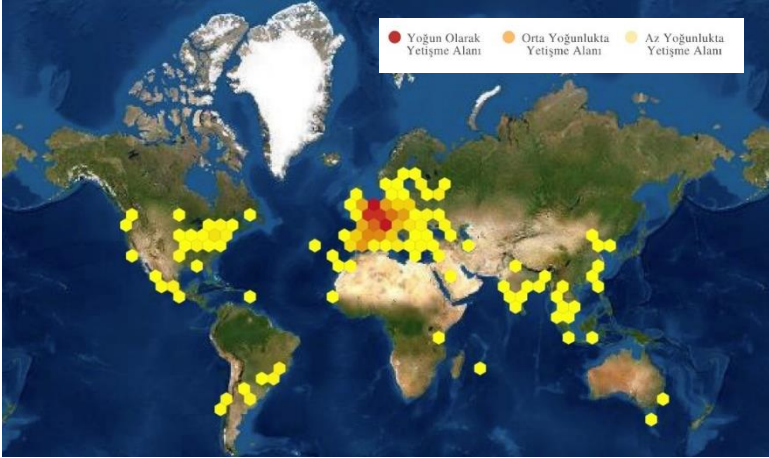 Yoğun Olarak
Yetişme Alanı
Orta Yoğunlukta
Yetişme Alanı
Az Yoğunlukta
Yetişme Alanı